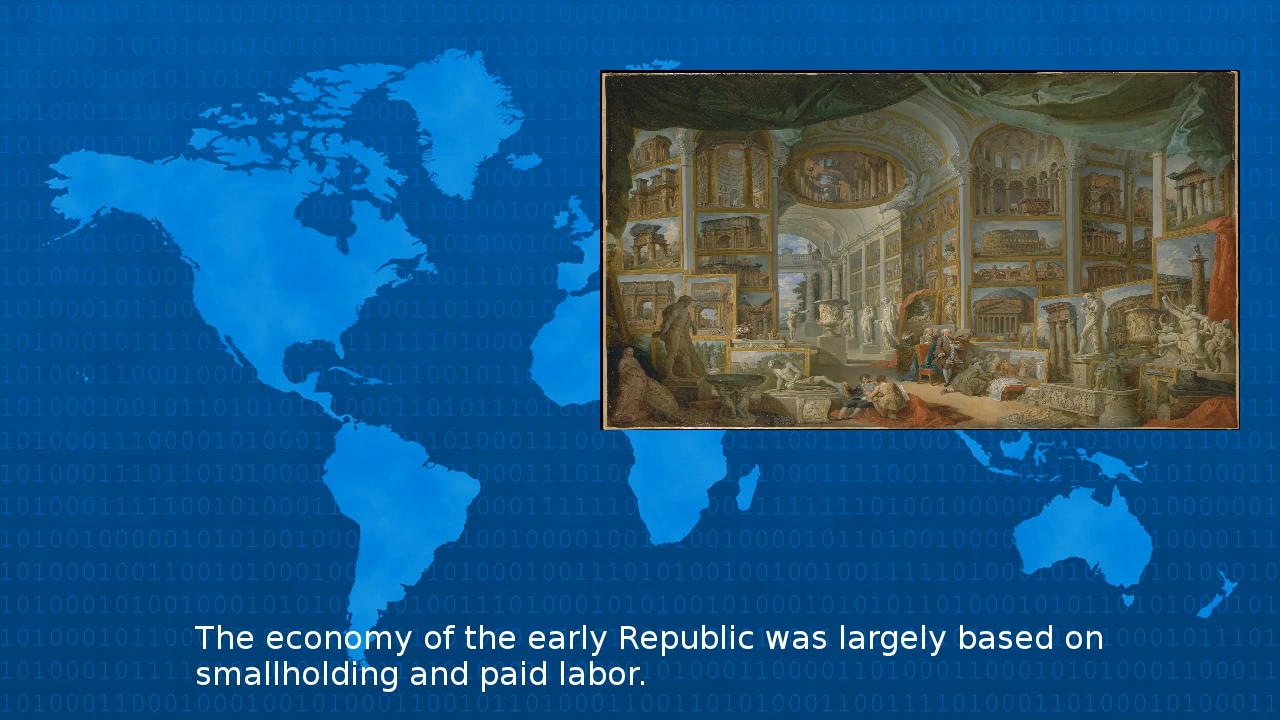 The economy of the early Republic was largely based on
smallholding and paid labor.